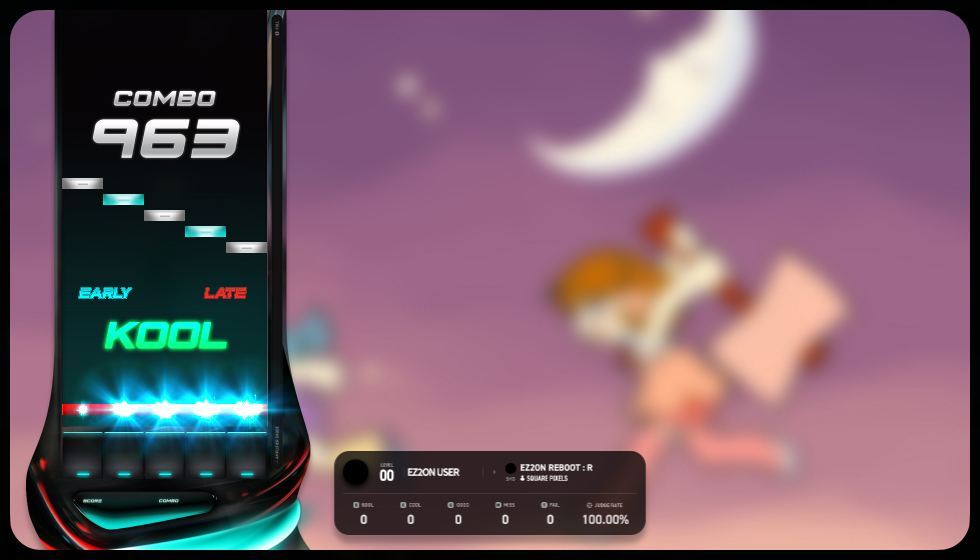 COMBO
963
EARLY LATE
KOOL
SCORE COMBO
LEVEL
00 EZ2ON USER
EZ2ON REBOOT : R
SQUARE PIXELS
KOOL COOL GOOD MISS FAIL JUDGE RATE
0 0 0 0 0 100.00%